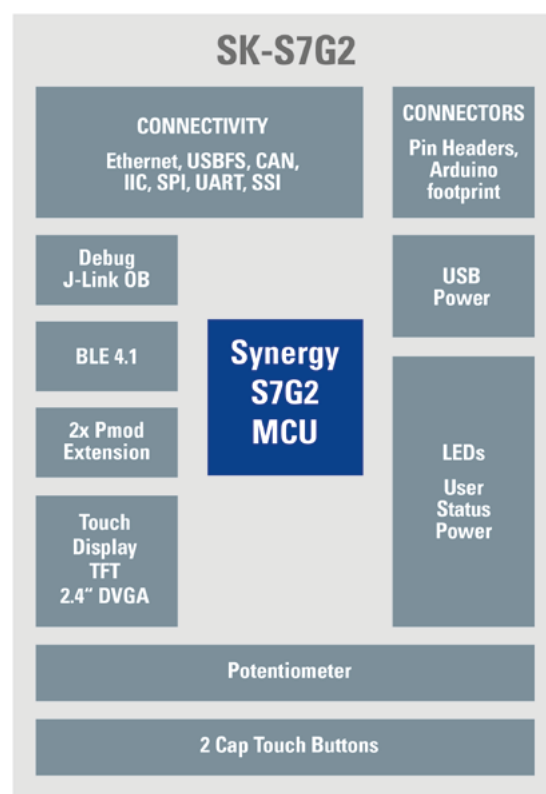 SK-S7G2
CONNECTIVITY
Ethernet, USBFS, CAN,
IIC, SPI, UART, SSI
CONNECTORS
Pin Headers,
Arduino
footprint
Debug
J-Link OB
USB
Power
BLE 4.1
Synergy
S7G2
MCU
2x Pmod
Extension
LEDs
User
Status
Power
Touch
Display
TFT
2.4“ DVGA
Potentiometer
2 Cap Touch Buttons